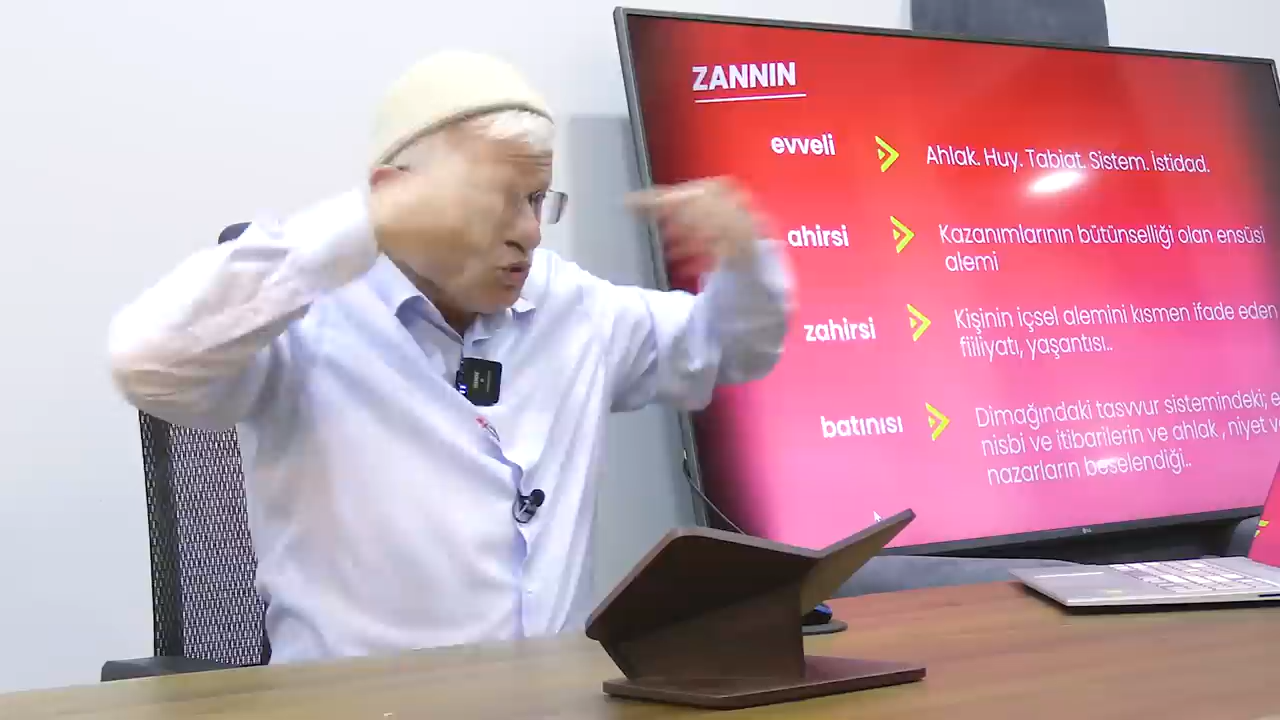 ZANNIN
evveli
Ahlak. Huy. Tabiat. Sistem. İstidad.
ahirsi
Kazanımlarının bütünselliği olan ensüsi
alemi
zahirsi
Kişinin içsel alemini kısmen ifade eden
fiiliyatı, yaşantısı..
batınısı
Dimağındaki tasvvur sistemindeki;
nisbi ve itibarilerin ve ahlak , niyet
nazarların beselendiği..